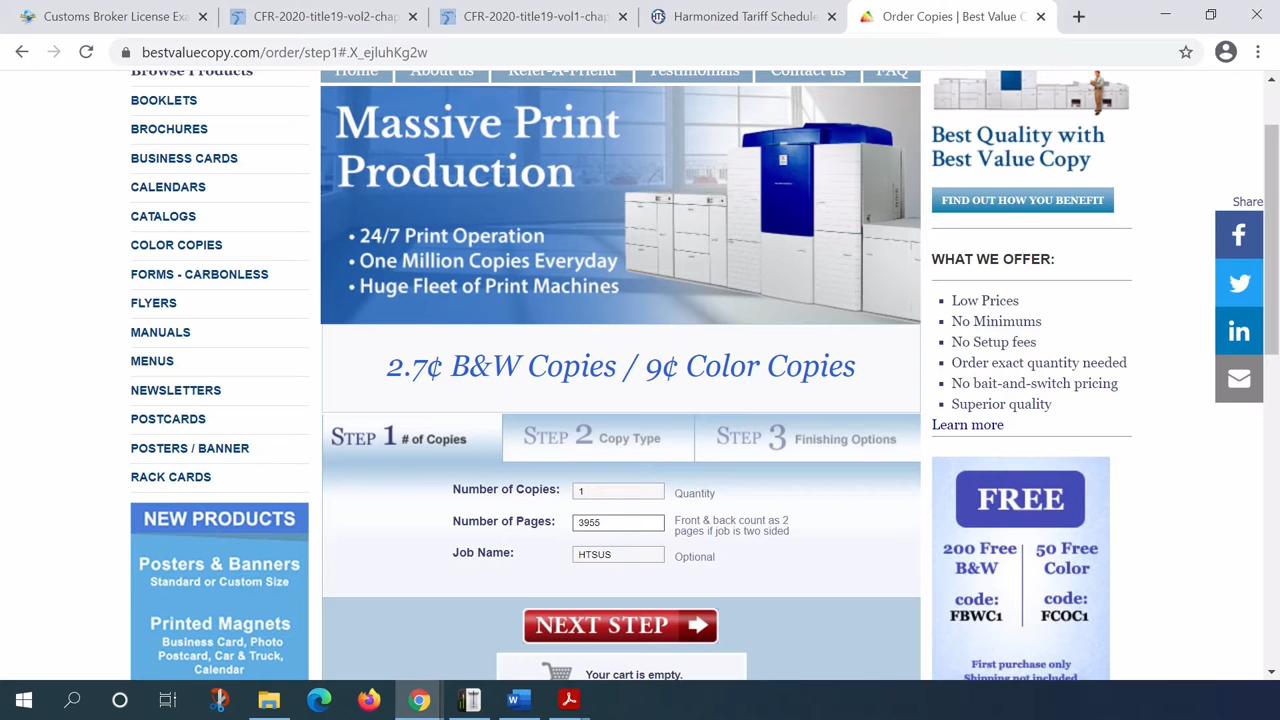 Customs Broker License Exa
CFR-2020-title19-vol2-chap
CFR-2020-title19-vol1-chap
Harmonized Tariff Schedule
Order Copies | Best Value C
bestvaluecopy.com/order/step1#.X_ejIuhKg2w
Browse Products
BOOKLETS
BROCHURES
BUSINESS CARDS
CALENDARS
CATALOGS
COLOR COPIES
FORMS - CARBONLESS
FLYERS
MANUALS
MENUS
NEWSLETTERS
POSTCARDS
POSTERS / BANNER
RACK CARDS
NEW PRODUCTS
Posters & Banners
Standard or Custom Size
Printed Magnets
Business Card, Photo
Postcard, Car & Truck,
Calendar
Home
About us
Refer-A-Friend
Testimonials
Contact us
FAQ
Massive Print
Production
• 24/7 Print Operation
• One Million Copies Everyday
• Huge Fleet of Print Machines
2.7¢ B&W Copies / 9¢ Color Copies
STEP 1 # of Copies
STEP 2 Copy Type
STEP 3 Finishing Options
Number of Copies: 1 Quantity
Number of Pages: 3955 Front & back count as 2
pages if job is two sided
Job Name: HTSUS Optional
NEXT STEP
Your cart is empty.
Best Quality with
Best Value Copy
FIND OUT HOW YOU BENEFIT
WHAT WE OFFER:
Low Prices
No Minimums
No Setup fees
Order exact quantity needed
No bait-and-switch pricing
Superior quality
Learn more
FREE
200 Free
B&W
code:
FBWC1
50 Free
Color
code:
FCOC1
First purchase only
Shipping not included
Share